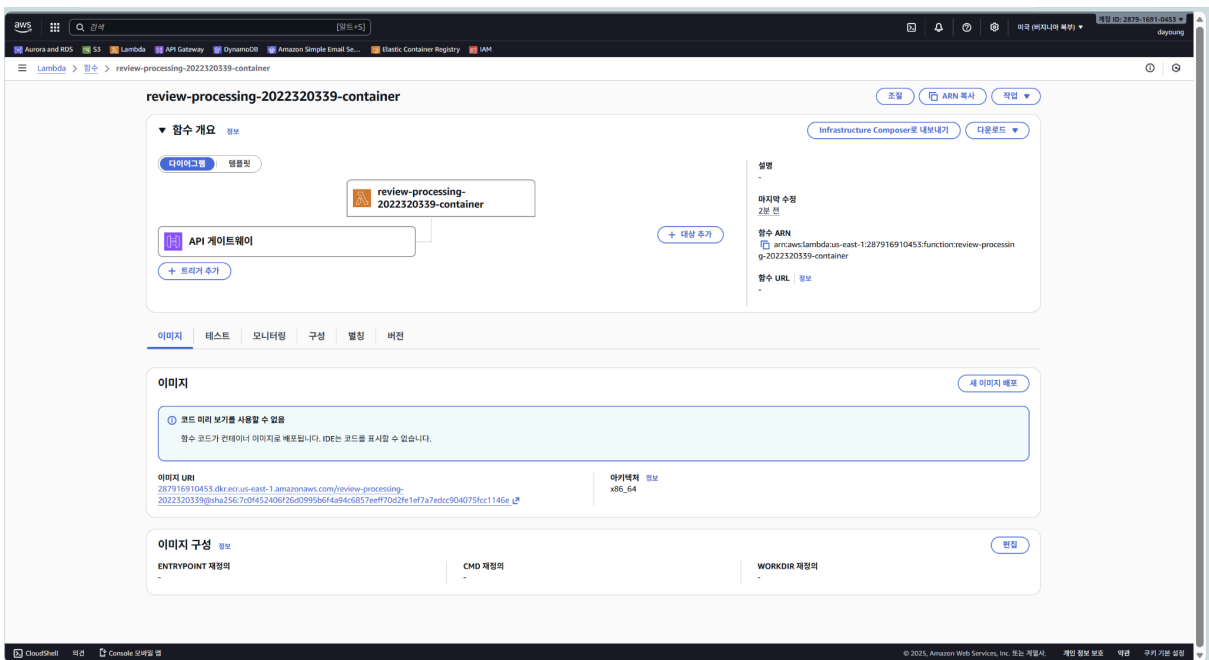 aws
검색
[알트+S]
미국 (버지니아 북부) ▼
계정 ID: 2879-1691-0453 ▼
dayoung
Aurora and RDS
S3
Lambda
API Gateway
DynamoDB
Amazon Simple Email Se...
Elastic Container Registry
IAM
Lambda > 함수 > review-processing-2022320339-container
review-processing-2022320339-container
조절
ARN 복사
작업 ▼
▼ 함수 개요 정보
Infrastructure Composer로 내보내기
다운로드 ▼
다이어그램
템플릿
review-processing-
2022320339-container
API 게이트웨이
+ 트리거 추가
+ 대상 추가
설명
-
마지막 수정
2분 전
함수 ARN
arn:aws:lambda:us-east-1:287916910453:function:review-processin
g-2022320339-container
함수 URL 정보
-
이미지
테스트
모니터링
구성
별칭
버전
이미지
새 이미지 배포
코드 미리 보기를 사용할 수 없음
함수 코드가 컨테이너 이미지로 배포됩니다. IDE는 코드를 표시할 수 없습니다.
이미지 URI
287916910453.dkr.ecr.us-east-1.amazonaws.com/review-processing-
2022320339@sha256:7c0f452406f26d0995b6f4a94c6857eeff70d2fe1ef7a7edcc904075fcc1146e
아키텍처 정보
x86_64
이미지 구성 정보
편집
ENTRYPOINT 재정의
-
CMD 재정의
-
WORKDIR 재정의
-
CloudShell
의견
Console 모바일 앱
© 2025, Amazon Web Services, Inc. 또는 계열사.
개인 정보 보호
약관
쿠키 기본 설정